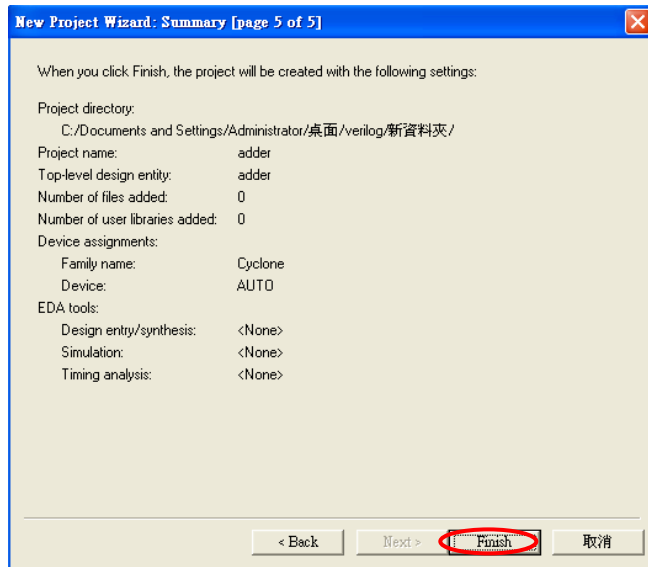 New Project Wizard: Summary [page 5 of 5]
When you click Finish, the project will be created with the following settings:
Project directory:
C:/Documents and Settings/Administrator/桌面/verilog/新資料夾/
Project name: adder
Top-level design entity: adder
Number of files added: 0
Number of user libraries added: 0
Device assignments:
Family name: Cyclone
Device: AUTO
EDA tools:
Design entry/synthesis: <None>
Simulation: <None>
Timing analysis: <None>
< Back Next > Finish 取消